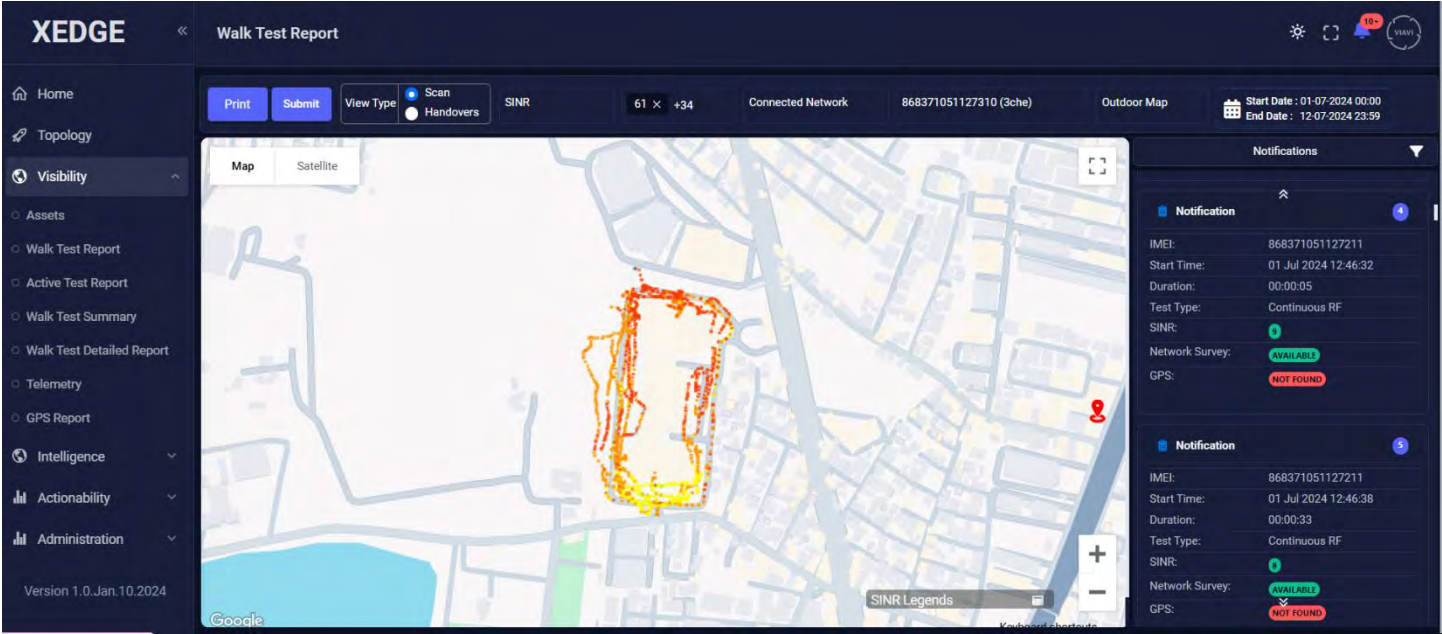 XEDGE
«
Walk Test Report
10+
VIAVI
Home
Topology
Visibility
Assets
Walk Test Report
Active Test Report
Walk Test Summary
Walk Test Detailed Report
Telemetry
GPS Report
Intelligence
Actionability
Administration
Version 1.0.Jan.10.2024
Print
Submit
View Type
Scan
Handovers
SINR
61 × +34
Connected Network
868371051127310 (3che)
Outdoor Map
Start Date : 01-07-2024 00:00
End Date : 12-07-2024 23:59
Map
Satellite
Google
SINR Legends
+
−
Keyboard shortcuts
Notifications
Notification
4
IMEI: 868371051127211
Start Time: 01 Jul 2024 12:46:32
Duration: 00:00:05
Test Type: Continuous RF
SINR: 9
Network Survey: AVAILABLE
GPS: NOT FOUND
Notification
5
IMEI: 868371051127211
Start Time: 01 Jul 2024 12:46:38
Duration: 00:00:33
Test Type: Continuous RF
SINR:
Network Survey: AVAILABLE
GPS: NOT FOUND